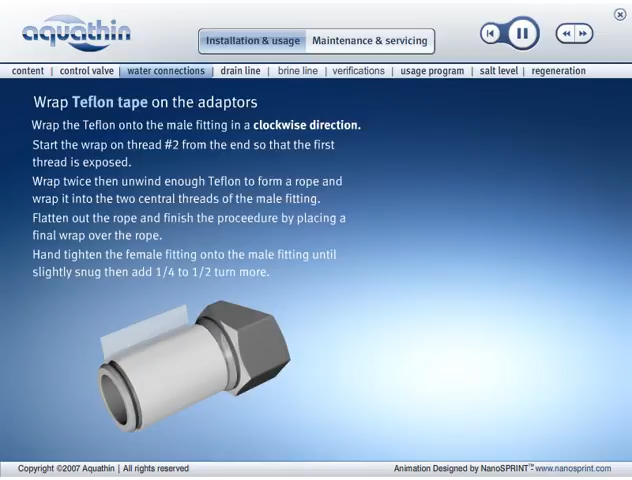 aquathin
Installation & usage
Maintenance & servicing
content | control valve | water connections | drain line | brine line | verifications | usage program | salt level | regeneration
Wrap Teflon tape on the adaptors
Wrap the Teflon onto the male fitting in a clockwise direction.
Start the wrap on thread #2 from the end so that the first
thread is exposed.
Wrap twice then unwind enough Teflon to form a rope and
wrap it into the two central threads of the male fitting.
Flatten out the rope and finish the proceedure by placing a
final wrap over the rope.
Hand tighten the female fitting onto the male fitting until
slightly snug then add 1/4 to 1/2 turn more.
Copyright ©2007 Aquathin | All rights reserved
Animation Designed by NanoSPRINT™- www.nanosprint.com